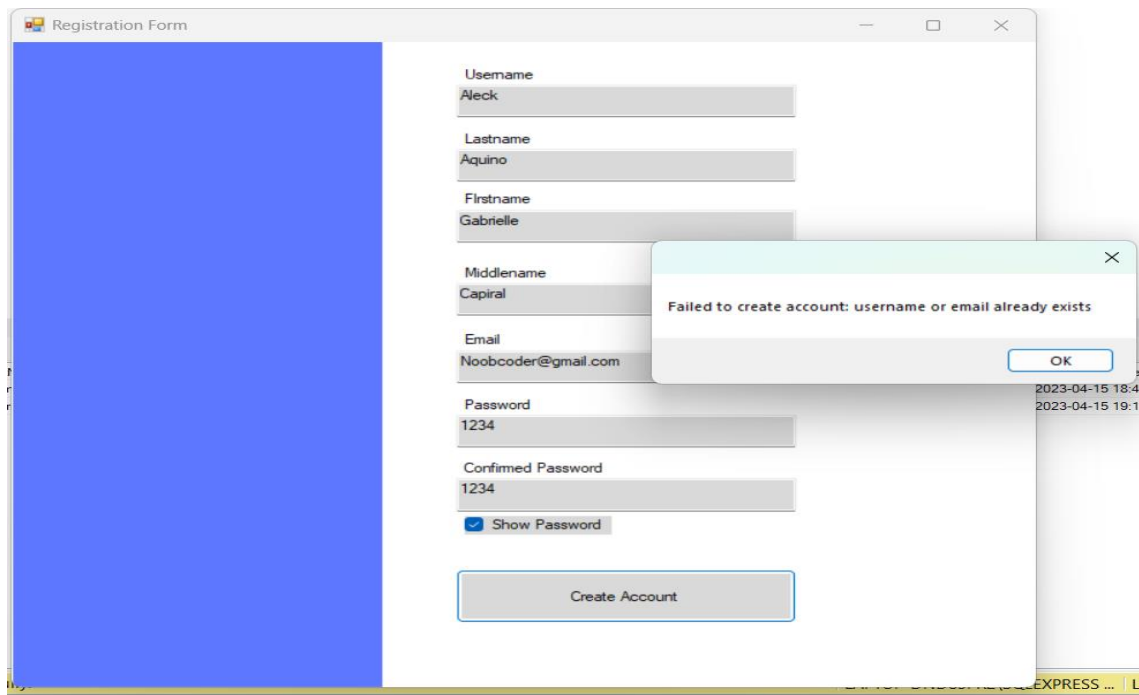 Registration Form
Username
Aleck
Lastname
Aquino
FIrstname
Gabrielle
Middlename
Capiral
Failed to create account: username or email already exists
OK
Email
Noobcoder@gmail.com
2023-04-15 18:4
Password
2023-04-15 19:1
1234
Confirmed Password
1234
Show Password
Create Account
EXPRESS ...